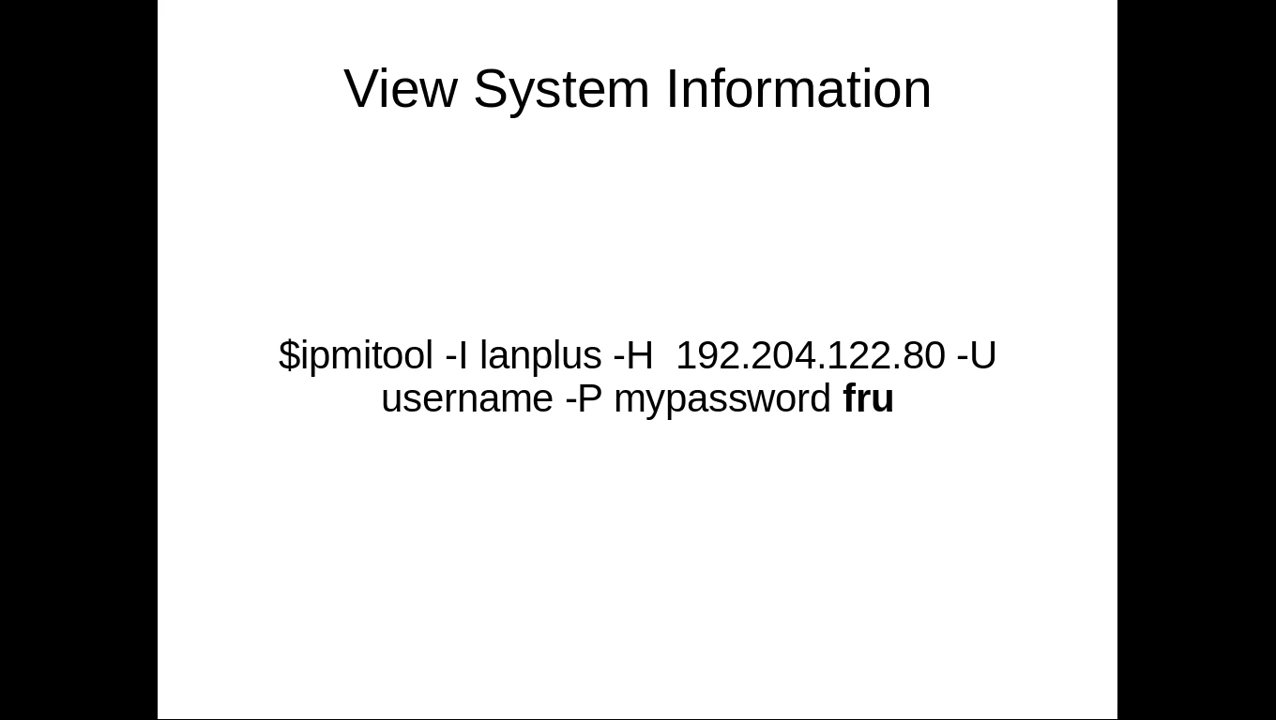 View System Information
$ipmitool -I lanplus -H  192.204.122.80 -U
username -P mypassword fru